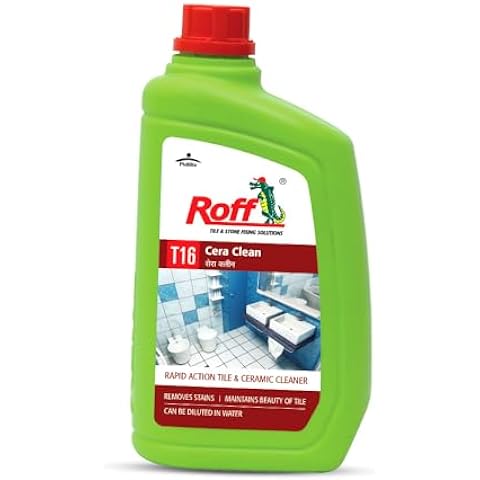 Pidilite
Roff ®
TILE & STONE FIXING SOLUTIONS
T16 Cera Clean
सेरा क्लीन
RAPID ACTION TILE & CERAMIC CLEANER
REMOVES STAINS | MAINTAINS BEAUTY OF TILE
CAN BE DILUTED IN WATER